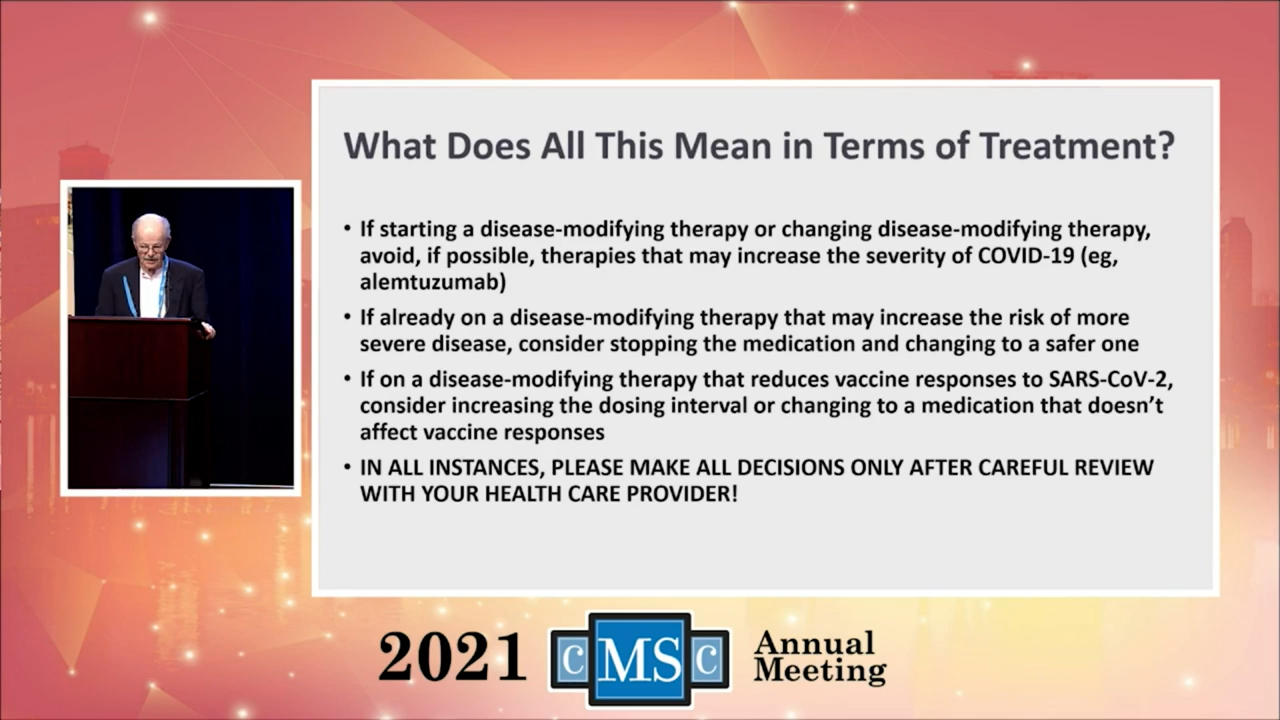 What Does All This Mean in Terms of Treatment?
• If starting a disease-modifying therapy or changing disease-modifying therapy,
avoid, if possible, therapies that may increase the severity of COVID-19 (eg,
alemtuzumab)
• If already on a disease-modifying therapy that may increase the risk of more
severe disease, consider stopping the medication and changing to a safer one
• If on a disease-modifying therapy that reduces vaccine responses to SARS-CoV-2,
consider increasing the dosing interval or changing to a medication that doesn't
affect vaccine responses
• IN ALL INSTANCES, PLEASE MAKE ALL DECISIONS ONLY AFTER CAREFUL REVIEW
WITH YOUR HEALTH CARE PROVIDER!
2021 CMSC Annual
Meeting